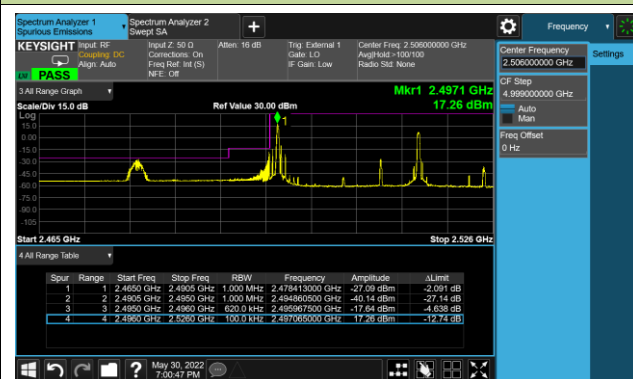 Spectrum Analyzer 1
Spurious Emissions
Spectrum Analyzer 2
Swept SA
Frequency
KEYSIGHT
Input: RF
Coupling: DC
Align: Auto
Input Z: 50 Ω
Corrections: On
Freq Ref: Int (S)
NFE: Off
Atten: 16 dB
Trig: External 1
Gate: LO
IF Gain: Low
Center Freq: 2.506000000 GHz
Avg|Hold:>100/100
Radio Std: None
LXI PASS
Center Frequency
2.506000000 GHz
Settings
CF Step
4.999000000 GHz
Auto
Man
Freq Offset
0 Hz
3 All Range Graph
Mkr1 2.4971 GHz
Scale/Div 15.0 dB
Ref Value 30.00 dBm
17.26 dBm
Log
15.0
0.00
-15.0
-30.0
-45.0
-60.0
-75.0
-90.0
-105
1
Start 2.465 GHz
Stop 2.526 GHz
4 All Range Table
Spur Range Start Freq Stop Freq RBW Frequency Amplitude ΔLimit
1 1 2.4650 GHz 2.4905 GHz 1.000 MHz 2.478413000 GHz -27.09 dBm -2.091 dB
2 2 2.4905 GHz 2.4950 GHz 1.000 MHz 2.494860500 GHz -40.14 dBm -27.14 dB
3 3 2.4950 GHz 2.4960 GHz 620.0 kHz 2.495967500 GHz -17.64 dBm -4.638 dB
4 4 2.4960 GHz 2.5260 GHz 100.0 kHz 2.497065000 GHz 17.26 dBm -12.74 dB
?
May 30, 2022
7:00:47 PM